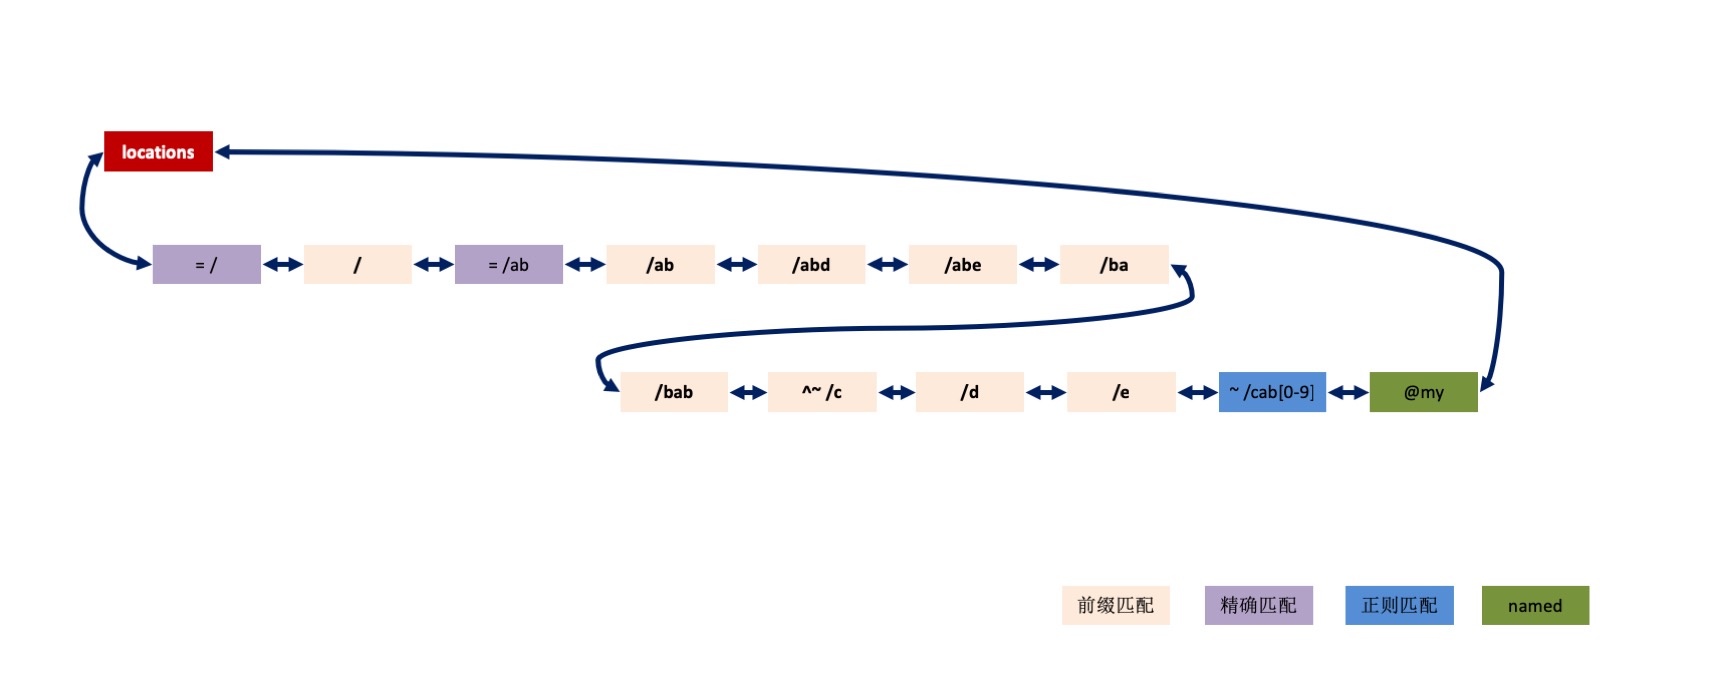 locations
= /
/
= /ab
/ab
/abd
/abe
/ba
/bab
^~ /c
/d
/e
~ /cab[0-9]
@my
前缀匹配
精确匹配
正则匹配
named